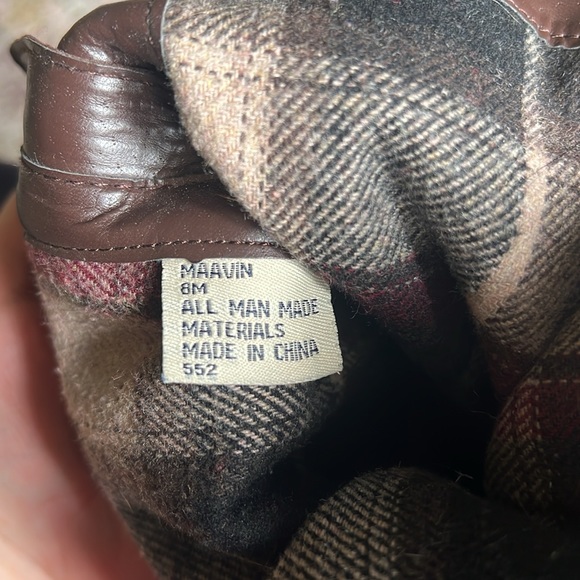 MAAVIN
8M
ALL MAN MADE
MATERIALS
MADE IN CHINA
552